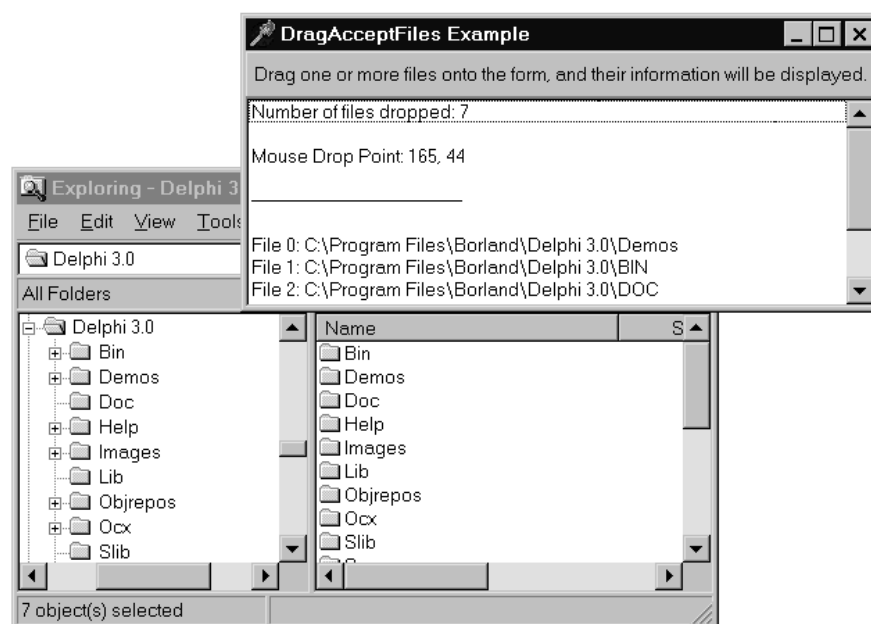 DragAcceptFiles Example
Drag one or more files onto the form, and their information will be displayed.
Number of files dropped: 7
Mouse Drop Point: 165, 44
File 0: C:\Program Files\Borland\Delphi 3.0\Demos
File 1: C:\Program Files\Borland\Delphi 3.0\BIN
File 2: C:\Program Files\Borland\Delphi 3.0\DOC
Exploring - Delphi 3
File Edit View Tools
Delphi 3.0
All Folders
Delphi 3.0
Bin
Demos
Doc
Help
Images
Lib
Objrepos
Ocx
Slib
Name S
Bin
Demos
Doc
Help
Images
Lib
Objrepos
Ocx
Slib
7 object(s) selected